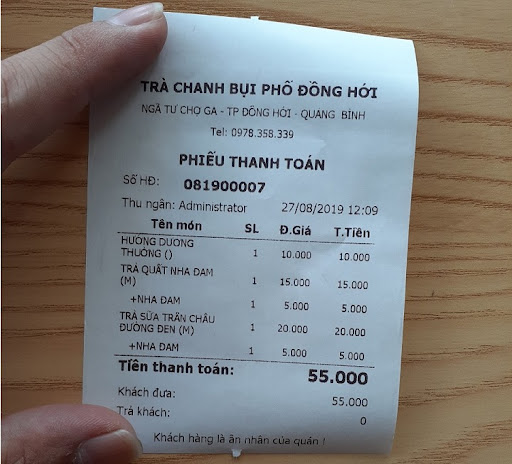 TRÀ CHANH BỤI PHỐ ĐỒNG HỚI
NGÃ TƯ CHỢ GA - TP ĐỒNG HỚI - QUẢNG BÌNH
Tel: 0978.358.339
PHIẾU THANH TOÁN
Số HĐ: 081900007
Thu ngân: Administrator 27/08/2019 12:09
Tên món SL Đ.Giá T.Tiền
HƯỚNG DƯƠNG
THƯỜNG () 1 10.000 10.000
TRÀ QUẤT NHA ĐAM
(M) 1 15.000 15.000
+NHA ĐAM 1 5.000 5.000
TRÀ SỮA TRÂN CHÂU
ĐƯỜNG ĐEN (M) 1 20.000 20.000
+NHA ĐAM 1 5.000 5.000
Tiền thanh toán: 55.000
Khách đưa: 55.000
Trả khách: 0
Khách hàng là ân nhân của quán !